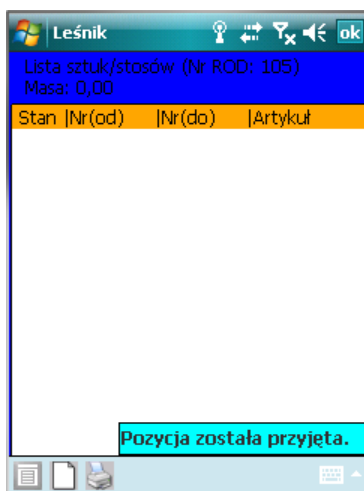 Leśnik ok
Lista sztuk/stosów (Nr ROD: 105)
Masa: 0,00
Stan |Nr(od) |Nr(do) |Artykuł
Pozycja została przyjęta.